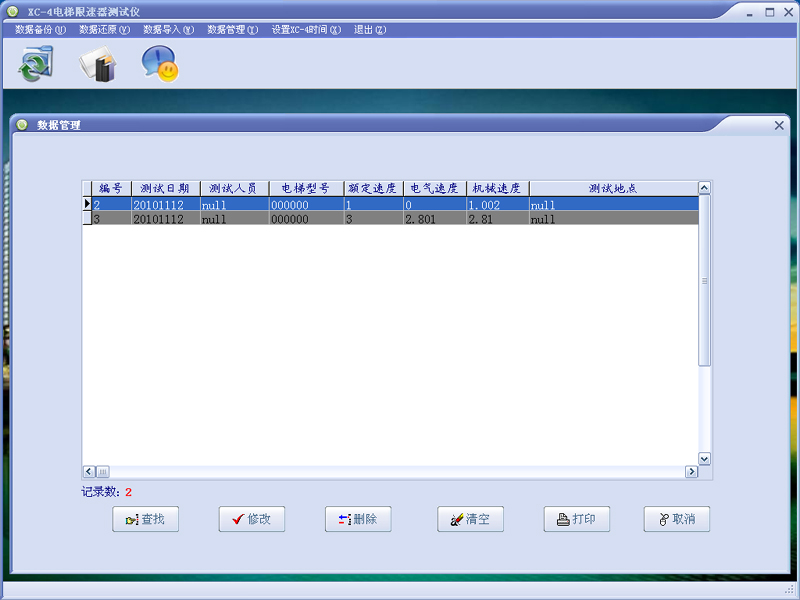 XC-4电梯限速器测试仪
数据备份(U) 数据还原(V) 数据导入(W) 数据管理(T) 设置XC-4时间(X) 退出(Z)
数据管理
编号 测试日期 测试人员 电梯型号 额定速度 电气速度 机械速度 测试地点
2 20101112 null 000000 1 0 1.002 null
3 20101112 null 000000 3 2.801 2.81 null
记录数: 2
查找 修改 删除 清空 打印 取消